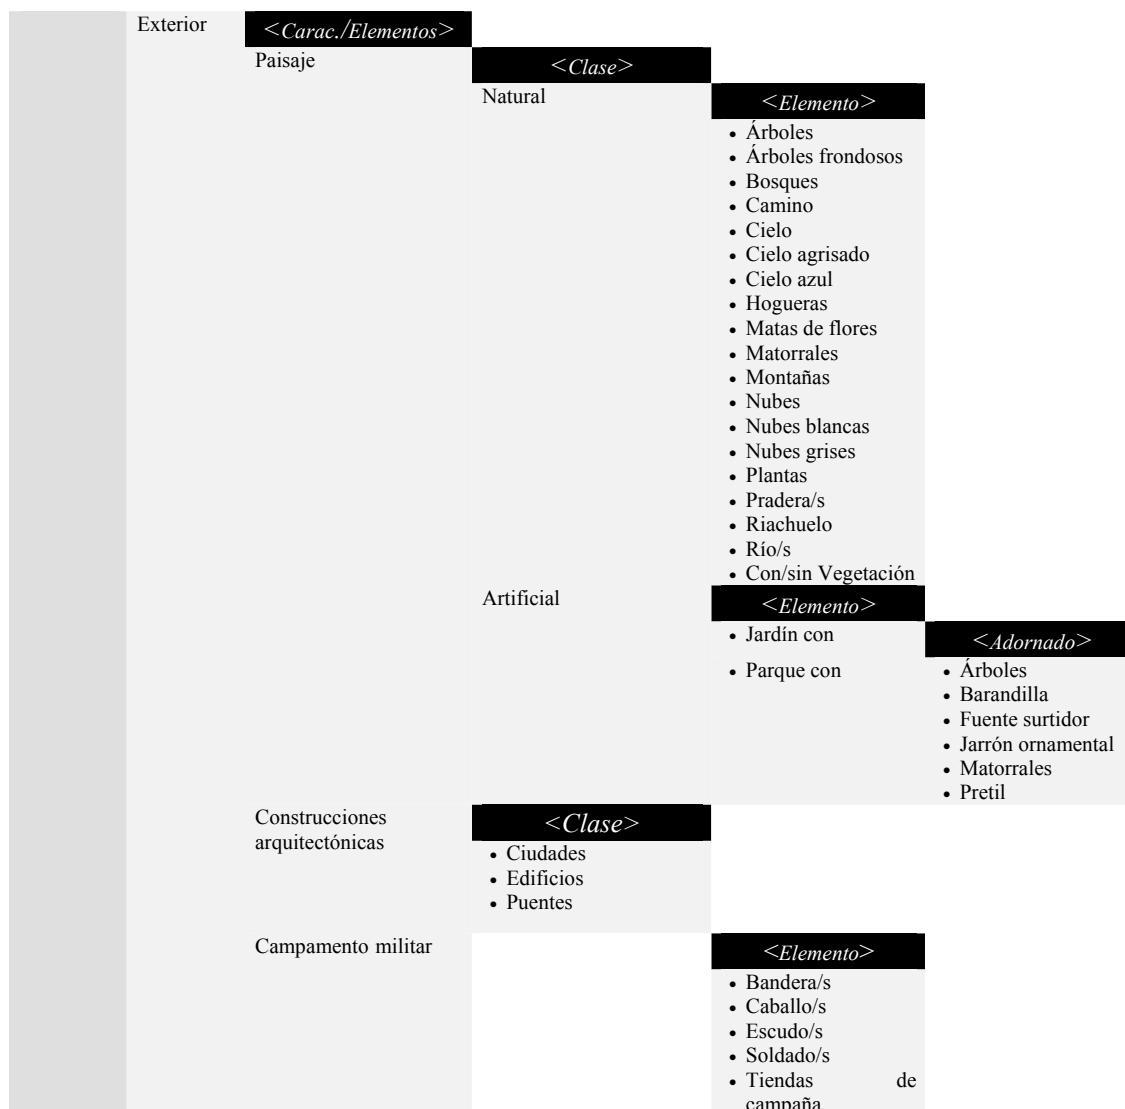 Exterior <Carac./Elementos>
Paisaje <Clase>
Natural <Elemento>
• Árboles
• Árboles frondosos
• Bosques
• Camino
• Cielo
• Cielo agrisado
• Cielo azul
• Hogueras
• Matas de flores
• Matorrales
• Montañas
• Nubes
• Nubes blancas
• Nubes grises
• Plantas
• Pradera/s
• Riachuelo
• Río/s
• Con/sin Vegetación
Artificial <Elemento>
• Jardín con <Adornado>
• Parque con • Árboles
• Barandilla
• Fuente surtidor
• Jarrón ornamental
• Matorrales
• Pretil
Construcciones <Clase>
arquitectónicas
• Ciudades
• Edificios
• Puentes
Campamento militar <Elemento>
• Bandera/s
• Caballo/s
• Escudo/s
• Soldado/s
• Tiendas de
campaña